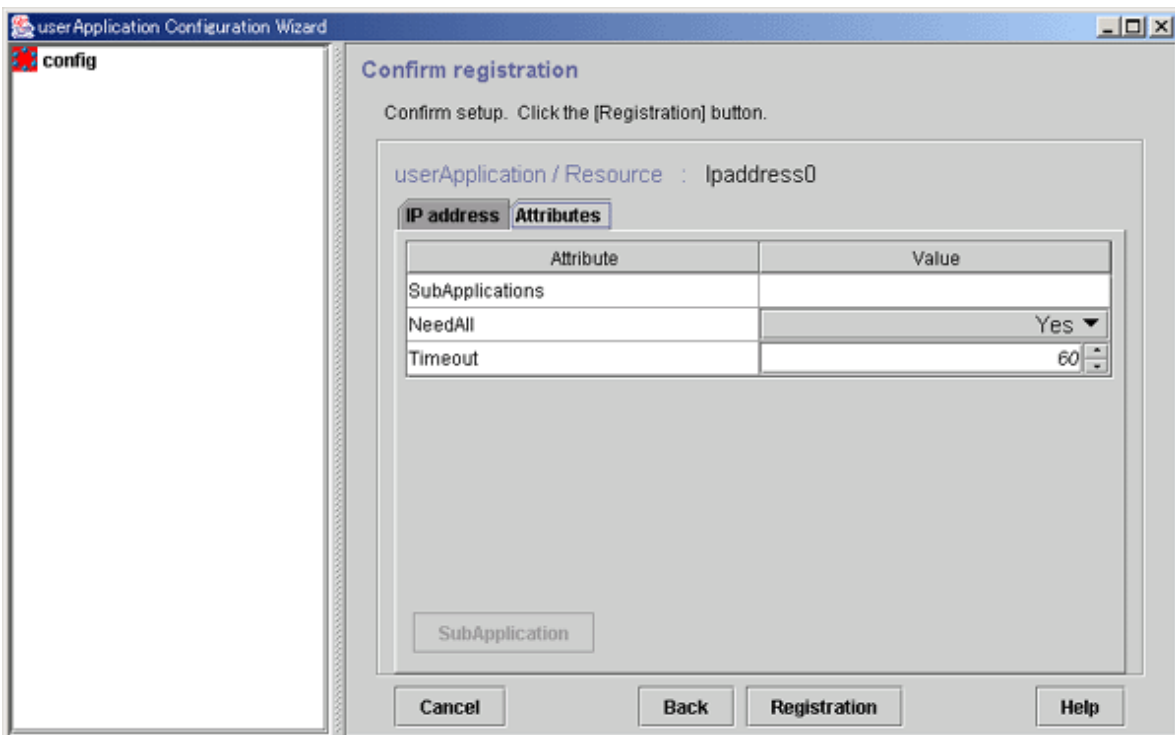 userApplication Configuration Wizard
config
Confirm registration
Confirm setup. Click the [Registration] button.
userApplication / Resource : Ipaddress0
IP address Attributes
Attribute Value
SubApplications
NeedAll Yes
Timeout 60
SubApplication
Cancel Back Registration Help